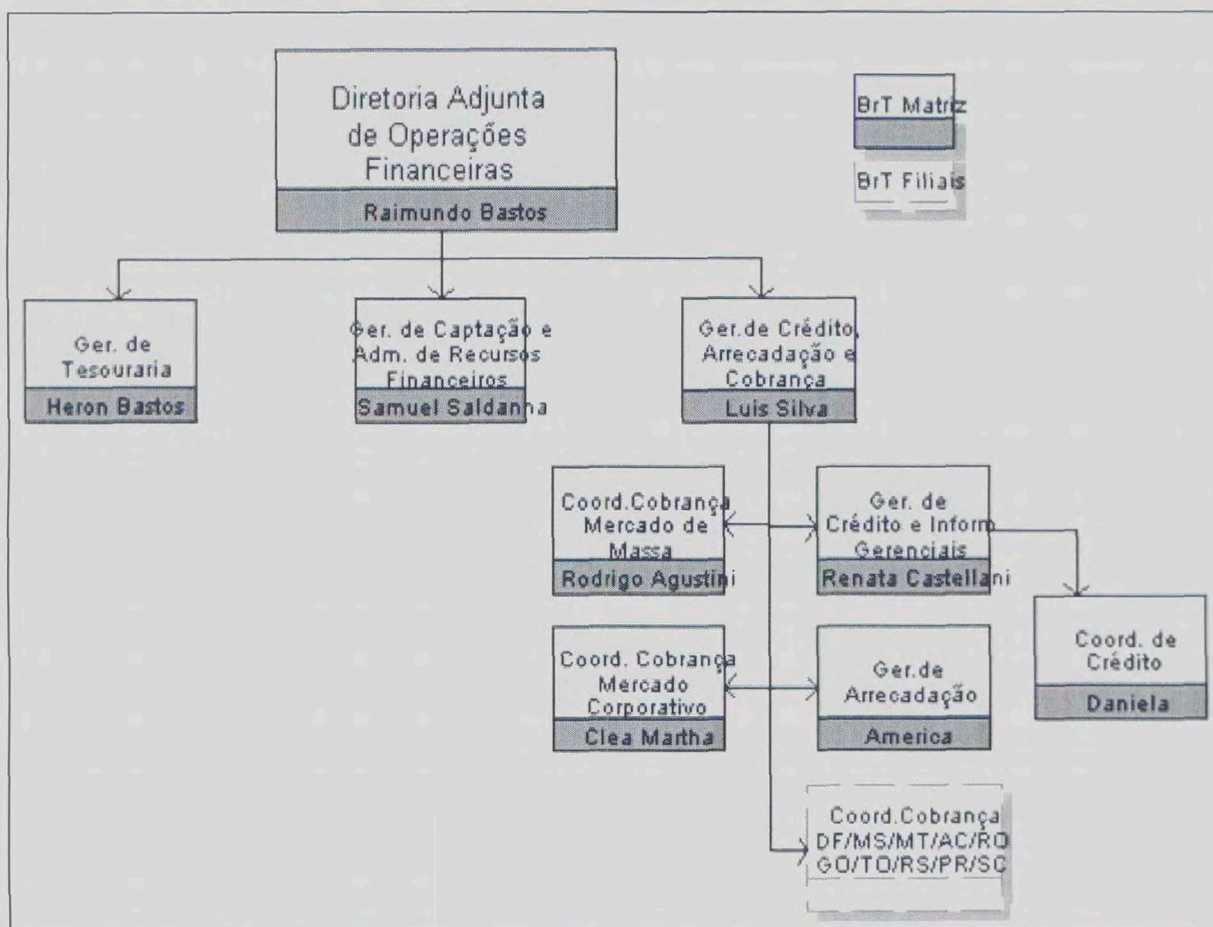 Diretoria Adjunta
de Operações
Financeiras
Raimundo Bastos
BrT Matriz
BrT Filiais
Ger. de
Tesouraria
Heron Bastos
Ger. de Captação e
Adm. de Recursos
Financeiros
Samuel Saldanha
Ger.de Crédito,
Arrecadação e
Cobrança
Luis Silva
Coord.Cobrança
Mercado de
Massa
Rodrigo Agustini
Ger. de
Crédito e Inform
Gerenciais
Renata Castellani
Coord. Cobrança
Mercado
Corporativo
Clea Martha
Ger.de
Arrecadação
America
Coord. de
Crédito
Daniela
Coord.Cobrança
DF/MS/MT/AC/RO
GO/TO/RS/PR/SC